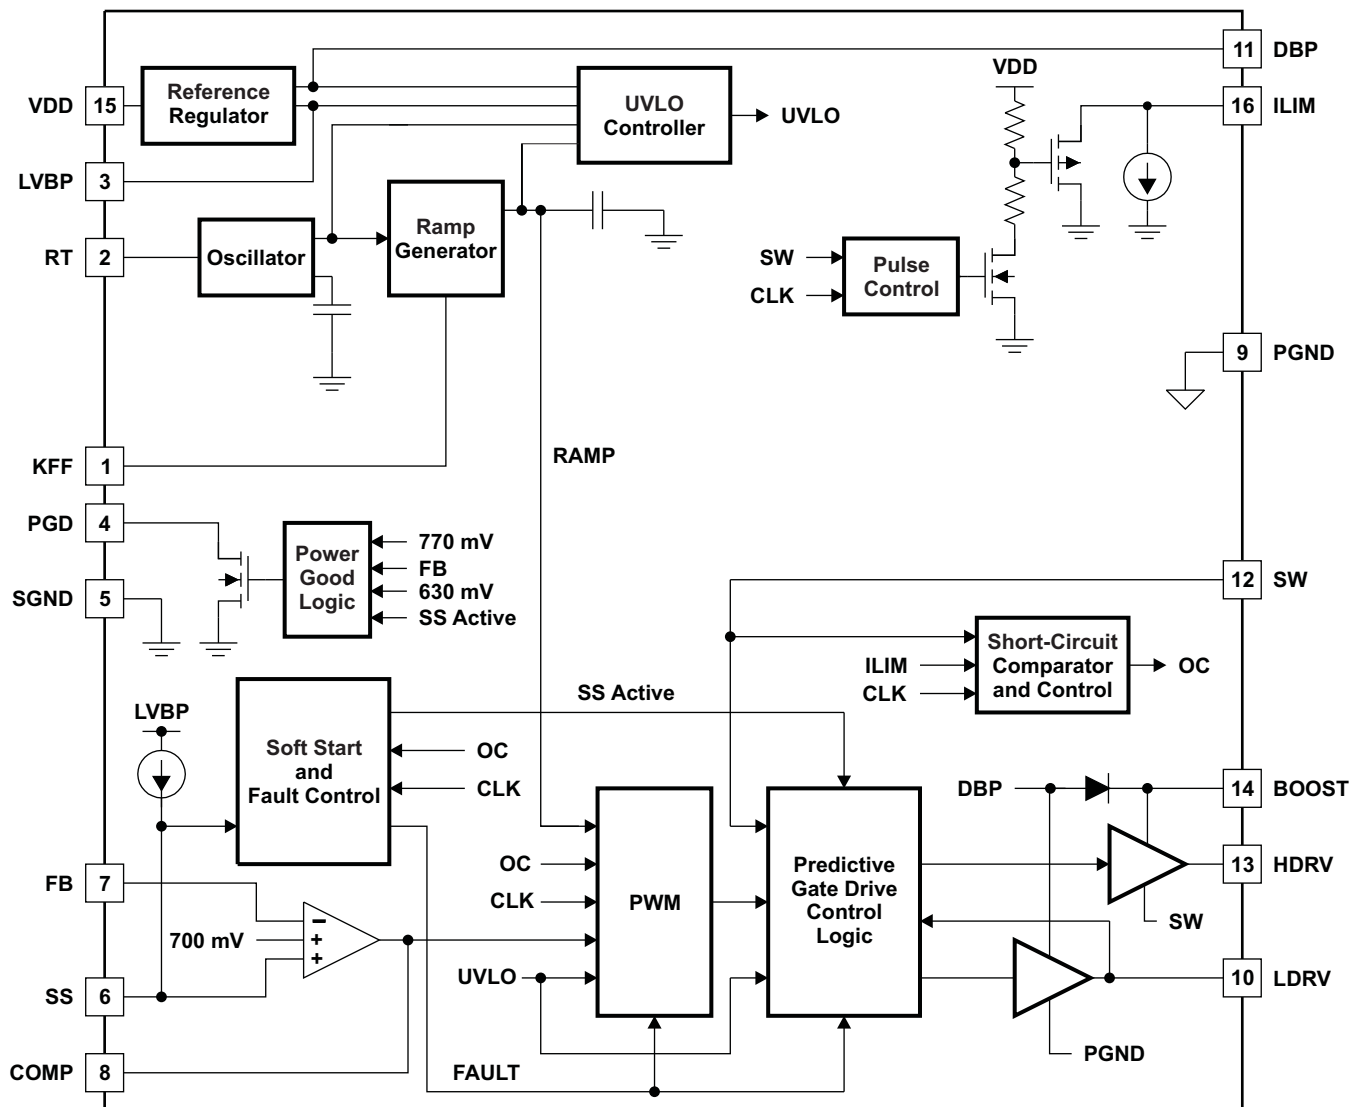 11 DBP
VDD
Reference
Regulator
UVLO
Controller
UVLO
VDD 15
16 ILIM
LVBP 3
Ramp
Generator
RT 2
Oscillator
SW
CLK
Pulse
Control
9 PGND
KFF 1
RAMP
PGD 4
Power
Good
Logic
770 mV
FB
630 mV
SS Active
SGND 5
12 SW
Short-Circuit
Comparator
and Control
ILIM
CLK
OC
SS Active
LVBP
Soft Start
and
Fault Control
OC
CLK
DBP
14 BOOST
FB 7
OC
CLK
PWM
Predictive
Gate Drive
Control
Logic
13 HDRV
SW
700 mV
–
+
+
UVLO
SS 6
10 LDRV
PGND
COMP 8
FAULT